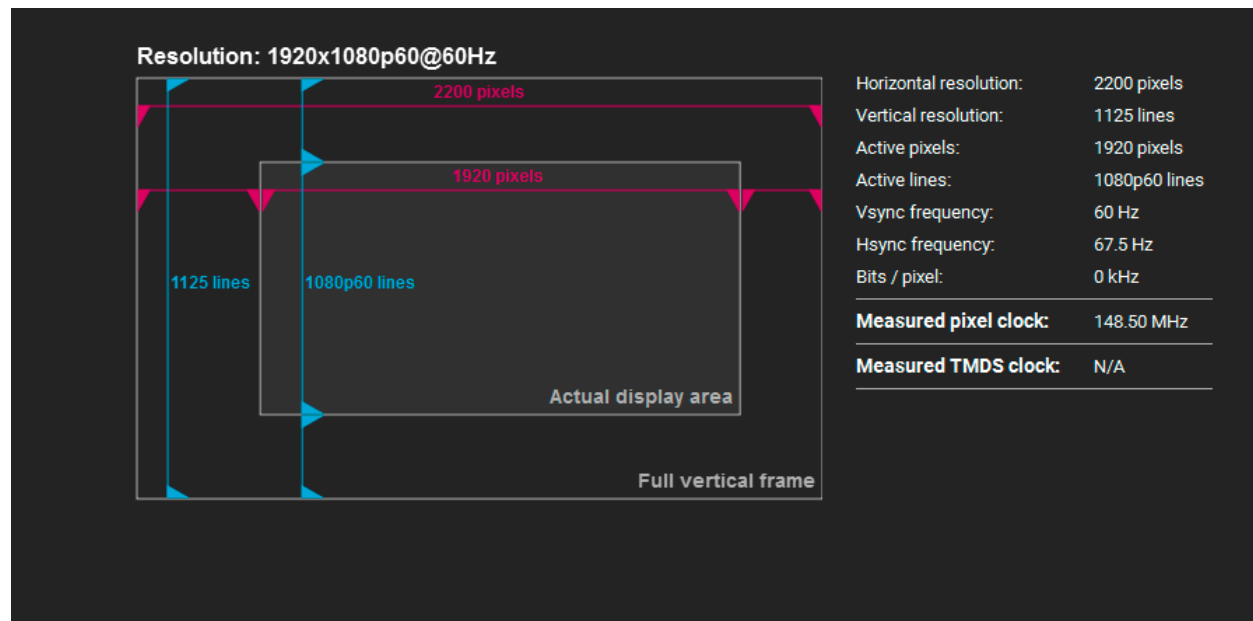 Resolution: 1920x1080p60@60Hz
2200 pixels
1920 pixels
1125 lines
1080p60 lines
Actual display area
Full vertical frame
Horizontal resolution: 2200 pixels
Vertical resolution: 1125 lines
Active pixels: 1920 pixels
Active lines: 1080p60 lines
Vsync frequency: 60 Hz
Hsync frequency: 67.5 Hz
Bits / pixel: 0 kHz
Measured pixel clock: 148.50 MHz
Measured TMDS clock: N/A